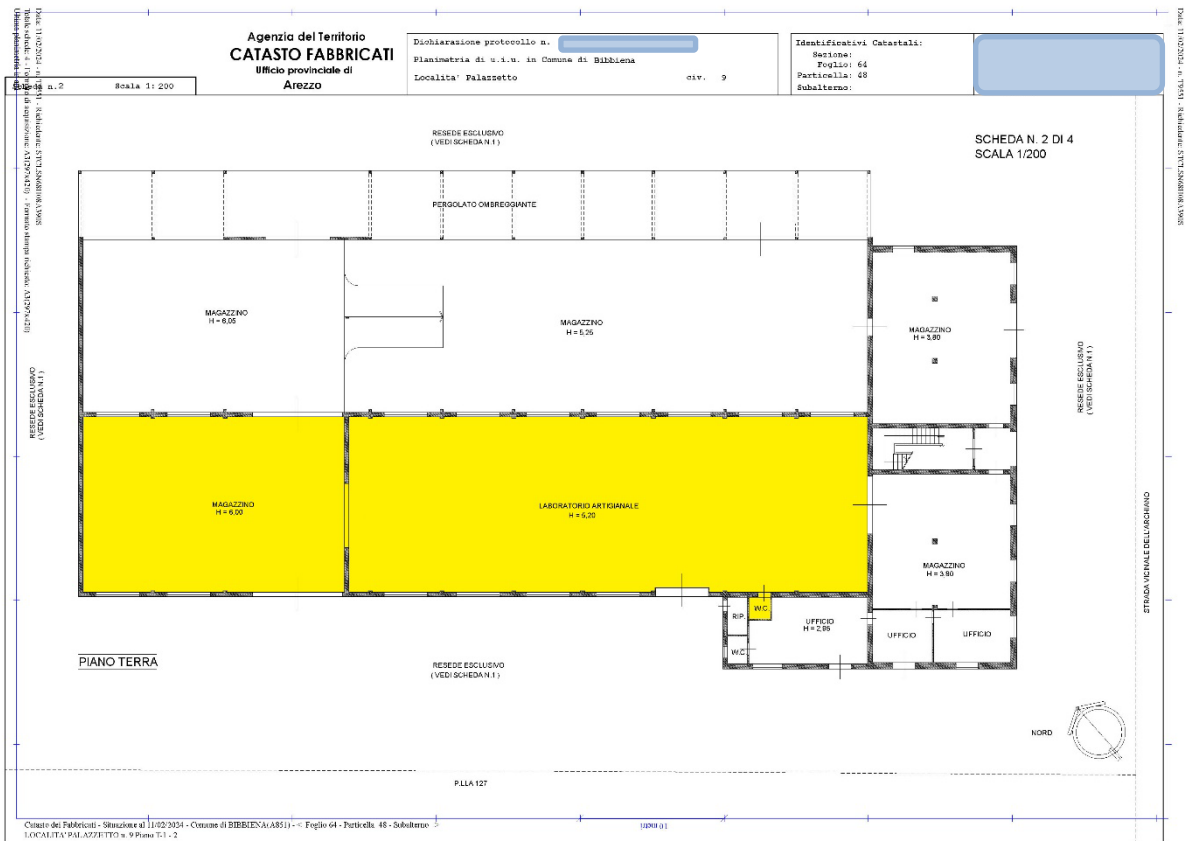 Agenzia del Territorio
CATASTO FABBRICATI
Ufficio provinciale di
Arezzo
Dichiarazione protocollo n.
Planimetria di u.i.u. in Comune di Bibbiena
Localita' Palazzetto civ. 9
Identificativi Catastali:
Sezione:
Foglio: 64
Particella: 48
Subalterno:
n.2 Scala 1: 200
SCHEDA N. 2 DI 4
SCALA 1/200
RESEDE ESCLUSIVO
( VEDI SCHEDA N.1 )
PERGOLATO OMBREGGIANTE
MAGAZZINO
H = 6,05
MAGAZZINO
H = 5,25
MAGAZZINO
H = 3,80
RESEDE ESCLUSIVO
( VEDI SCHEDA N.1 )
RESEDE ESCLUSIVO
( VEDI SCHEDA N.1 )
MAGAZZINO
H = 6,00
LABORATORIO ARTIGIANALE
H = 5,20
MAGAZZINO
H = 3,80
STRADA VICINALE DELL'ARCHIANO
RIP.
W.C.
UFFICIO
H = 2,85
UFFICIO
UFFICIO
W.C.
PIANO TERRA
RESEDE ESCLUSIVO
( VEDI SCHEDA N.1 )
NORD
P.LLA 127
10 metri
Catasto dei Fabbricati - Situazione al 11/02/2024 - Comune di BIBBIENA(A851) - < Foglio 64 - Particella 48 - Subalterno >
LOCALITA' PALAZZETTO n. 9 Piano T-1 - 2